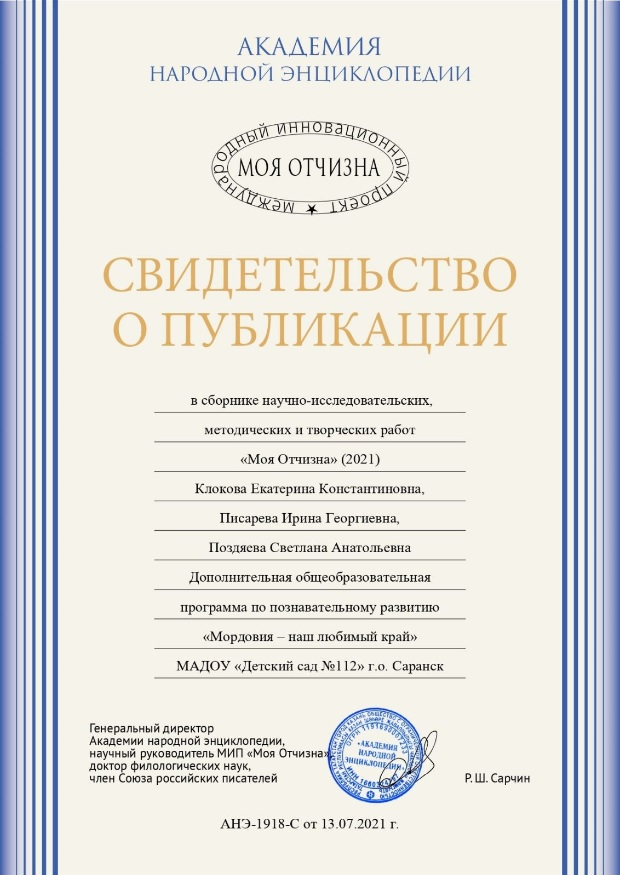 АКАДЕМИЯ
НАРОДНОЙ ЭНЦИКЛОПЕДИИ
международный инновационный проект
МОЯ ОТЧИЗНА
СВИДЕТЕЛЬСТВО
О ПУБЛИКАЦИИ
в сборнике научно-исследовательских,
методических и творческих работ
«Моя Отчизна» (2021)
Клокова Екатерина Константиновна,
Писарева Ирина Георгиевна,
Поздяева Светлана Анатольевна
Дополнительная общеобразовательная
программа по познавательному развитию
«Мордовия – наш любимый край»
МАДОУ «Детский сад №112» г.о. Саранск
Генеральный директор
Академии народной энциклопедии,
научный руководитель МИП «Моя Отчизна»,
доктор филологических наук,
член Союза российских писателей
«АКАДЕМИЯ
НАРОДНОЙ
ЭНЦИКЛОПЕДИИ»
Р. Ш. Сарчин
АНЭ-1918-С от 13.07.2021 г.